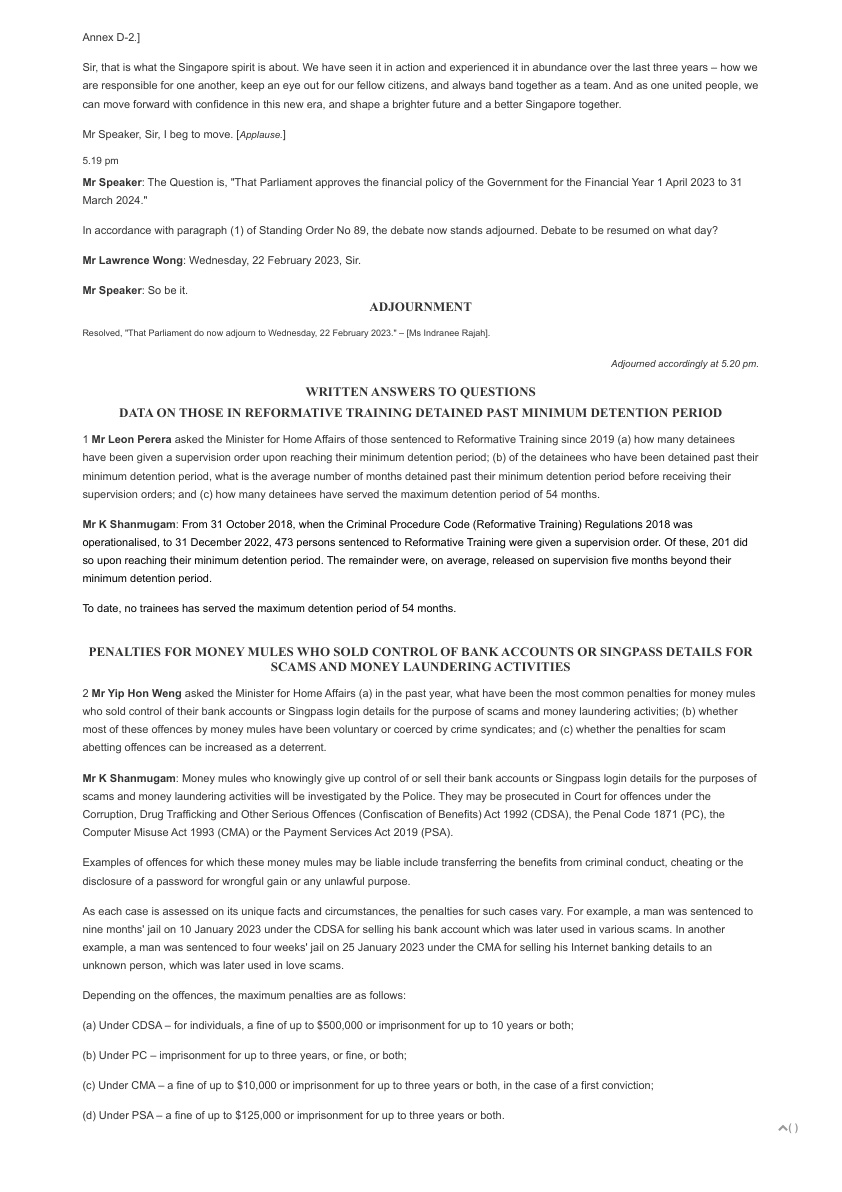 Annex D-2.]
Sir, that is what the Singapore spirit is about. We have seen it in action and experienced it in abundance over the last three years – how we
are responsible for one another, keep an eye out for our fellow citizens, and always band together as a team. And as one united people, we
can move forward with confidence in this new era, and shape a brighter future and a better Singapore together.
Mr Speaker, Sir, I beg to move. [Applause.]
5.19 pm
Mr Speaker: The Question is, "That Parliament approves the financial policy of the Government for the Financial Year 1 April 2023 to 31
March 2024."
In accordance with paragraph (1) of Standing Order No 89, the debate now stands adjourned. Debate to be resumed on what day?
Mr Lawrence Wong: Wednesday, 22 February 2023, Sir.
Mr Speaker: So be it.
ADJOURNMENT
Resolved, "That Parliament do now adjourn to Wednesday, 22 February 2023." – [Ms Indranee Rajah].
Adjourned accordingly at 5.20 pm.
WRITTEN ANSWERS TO QUESTIONS
DATA ON THOSE IN REFORMATIVE TRAINING DETAINED PAST MINIMUM DETENTION PERIOD
1 Mr Leon Perera asked the Minister for Home Affairs of those sentenced to Reformative Training since 2019 (a) how many detainees
have been given a supervision order upon reaching their minimum detention period; (b) of the detainees who have been detained past their
minimum detention period, what is the average number of months detained past their minimum detention period before receiving their
supervision orders; and (c) how many detainees have served the maximum detention period of 54 months.
Mr K Shanmugam: From 31 October 2018, when the Criminal Procedure Code (Reformative Training) Regulations 2018 was
operationalised, to 31 December 2022, 473 persons sentenced to Reformative Training were given a supervision order. Of these, 201 did
so upon reaching their minimum detention period. The remainder were, on average, released on supervision five months beyond their
minimum detention period.
To date, no trainees has served the maximum detention period of 54 months.
PENALTIES FOR MONEY MULES WHO SOLD CONTROL OF BANK ACCOUNTS OR SINGPASS DETAILS FOR
SCAMS AND MONEY LAUNDERING ACTIVITIES
2 Mr Yip Hon Weng asked the Minister for Home Affairs (a) in the past year, what have been the most common penalties for money mules
who sold control of their bank accounts or Singpass login details for the purpose of scams and money laundering activities; (b) whether
most of these offences by money mules have been voluntary or coerced by crime syndicates; and (c) whether the penalties for scam
abetting offences can be increased as a deterrent.
Mr K Shanmugam: Money mules who knowingly give up control of or sell their bank accounts or Singpass login details for the purposes of
scams and money laundering activities will be investigated by the Police. They may be prosecuted in Court for offences under the
Corruption, Drug Trafficking and Other Serious Offences (Confiscation of Benefits) Act 1992 (CDSA), the Penal Code 1871 (PC), the
Computer Misuse Act 1993 (CMA) or the Payment Services Act 2019 (PSA).
Examples of offences for which these money mules may be liable include transferring the benefits from criminal conduct, cheating or the
disclosure of a password for wrongful gain or any unlawful purpose.
As each case is assessed on its unique facts and circumstances, the penalties for such cases vary. For example, a man was sentenced to
nine months' jail on 10 January 2023 under the CDSA for selling his bank account which was later used in various scams. In another
example, a man was sentenced to four weeks' jail on 25 January 2023 under the CMA for selling his Internet banking details to an
unknown person, which was later used in love scams.
Depending on the offences, the maximum penalties are as follows:
(a) Under CDSA – for individuals, a fine of up to $500,000 or imprisonment for up to 10 years or both;
(b) Under PC – imprisonment for up to three years, or fine, or both;
(c) Under CMA – a fine of up to $10,000 or imprisonment for up to three years or both, in the case of a first conviction;
(d) Under PSA – a fine of up to $125,000 or imprisonment for up to three years or both.
( )